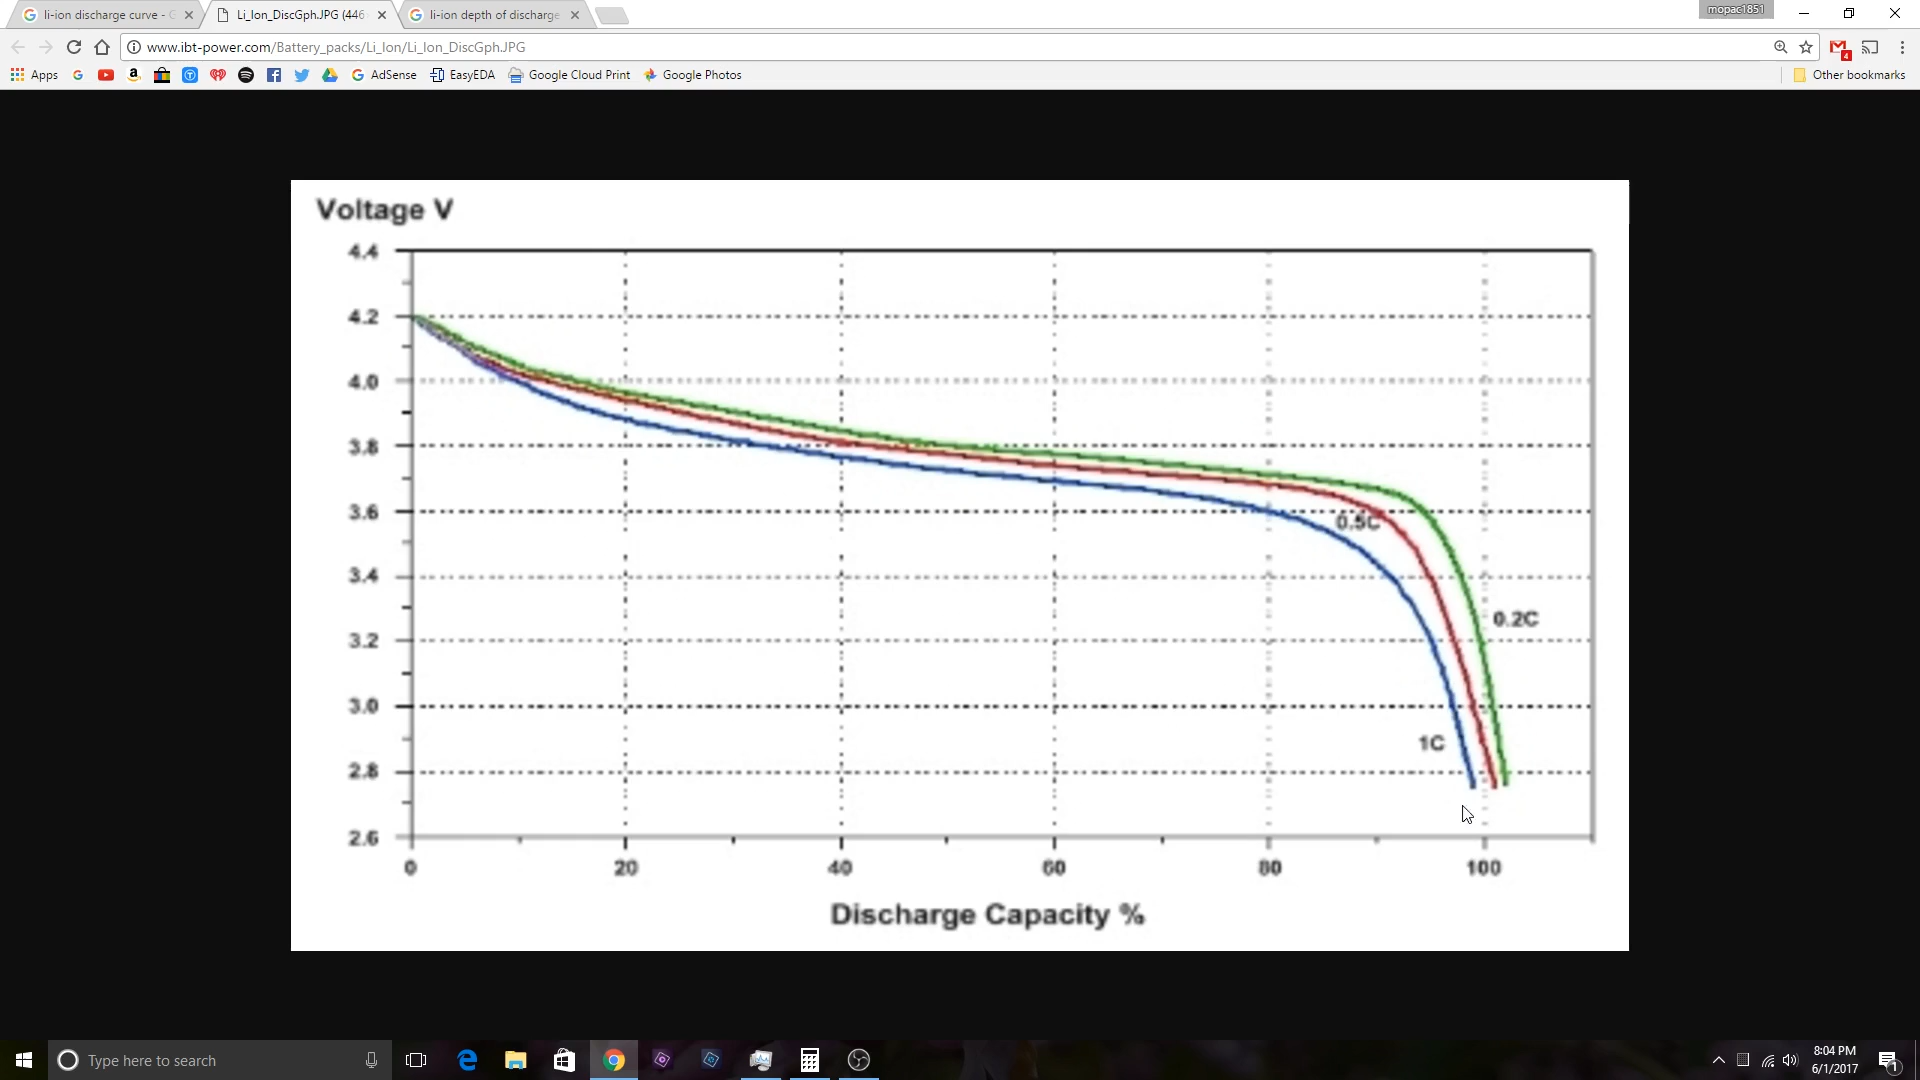 li-ion discharge curve - G
Li_Ion_DiscGph.JPG (446
li-ion depth of discharge
mopac1851
www.ibt-power.com/Battery_packs/Li_Ion/Li_Ion_DiscGph.JPG
4
Apps
AdSense
EasyEDA
Google Cloud Print
Google Photos
Other bookmarks
Voltage V
4.4
4.2
4.0
3.8
3.6
0.5C
3.4
0.2C
3.2
3.0
1C
2.8
2.6
0 20 40 60 80 100
Discharge Capacity %
Type here to search
8:04 PM
6/1/2017
1